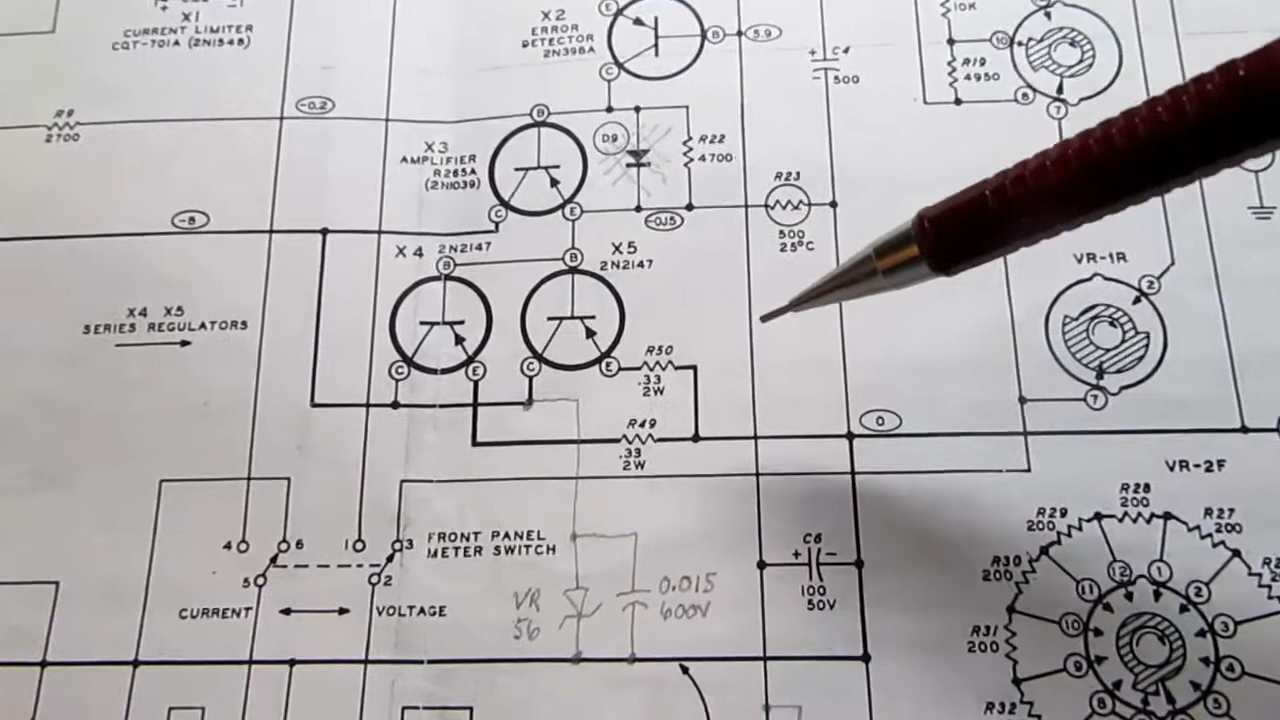 X1
CURRENT LIMITER
CQT-701A (2N1548)
X2
ERROR
DETECTOR
2N398A
E
B
5.9
C
+ C4
500
10K
10
R19
4950
8
7
R9
2700
-0.2
B
X3
AMPLIFIER
R265A
(2N1039)
D9
R22
4700
C
E
-0.15
R23
500
25°C
-8
X4 2N2147
B
B
X5
2N2147
X4 X5
SERIES REGULATORS
C
E
C
E
R50
.33
2W
R49
.33
2W
0
VR-1R
2
7
VR-2F
4
6
1
3
5
2
FRONT PANEL
METER SWITCH
CURRENT
VOLTAGE
VR
56
0.015
600V
C6
+ −
100
50V
R28
200
R29
200
R27
200
R30
200
R31
200
R32
12
1
11
2
10
3
9
4
8
5